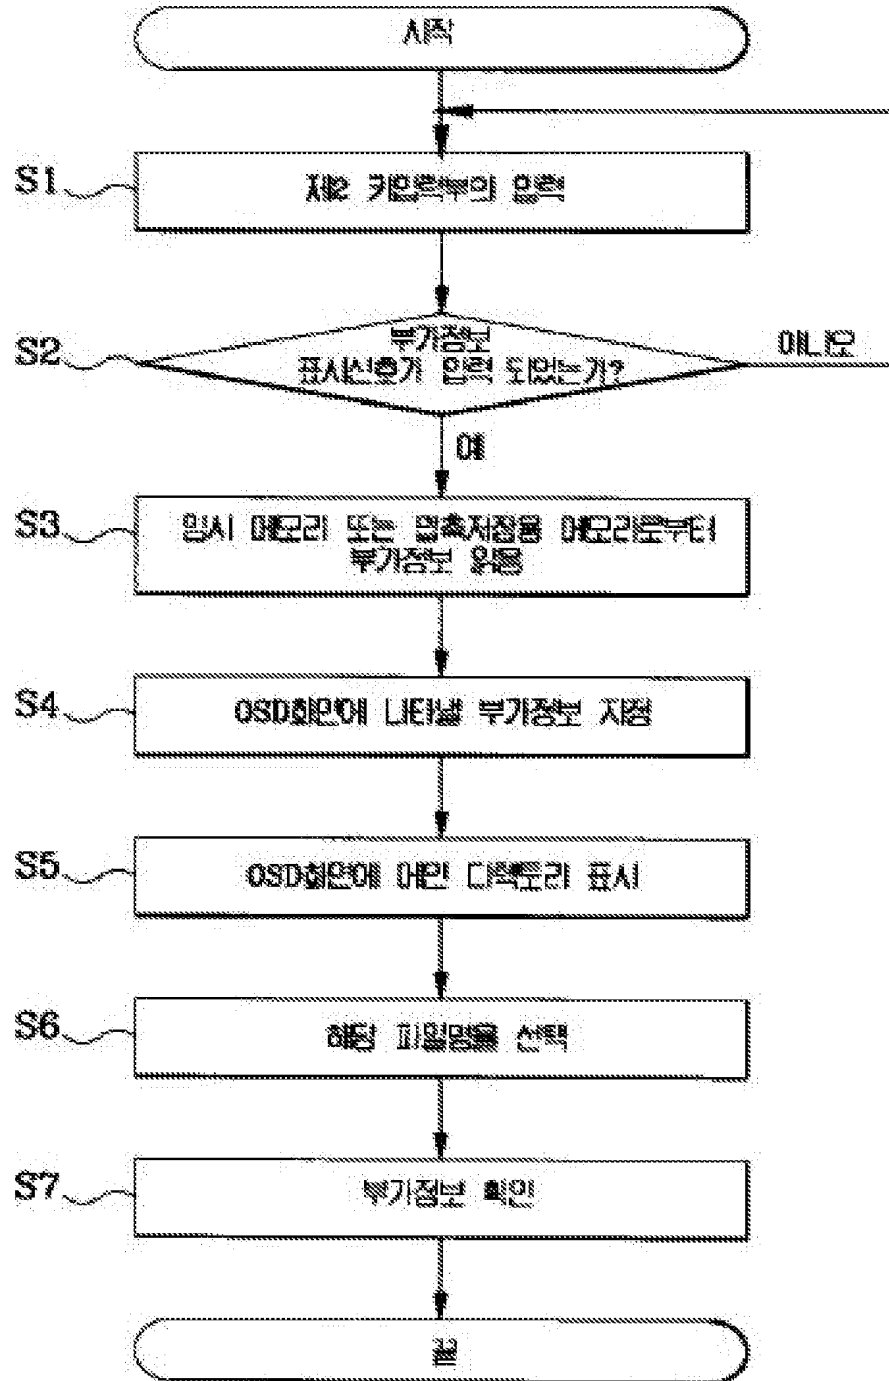 시작
S1
제2 키입력부의 입력
S2
부가정보
표시신호가 입력 되었는가?
아니오
예
S3
임시 메모리 또는 압축저장용 메모리로부터
부가정보 읽음
S4
OSD화면에 나타낼 부가정보 지정
S5
OSD화면에 메인 디렉토리 표시
S6
해당 파일명을 선택
S7
부가정보 확인
끝